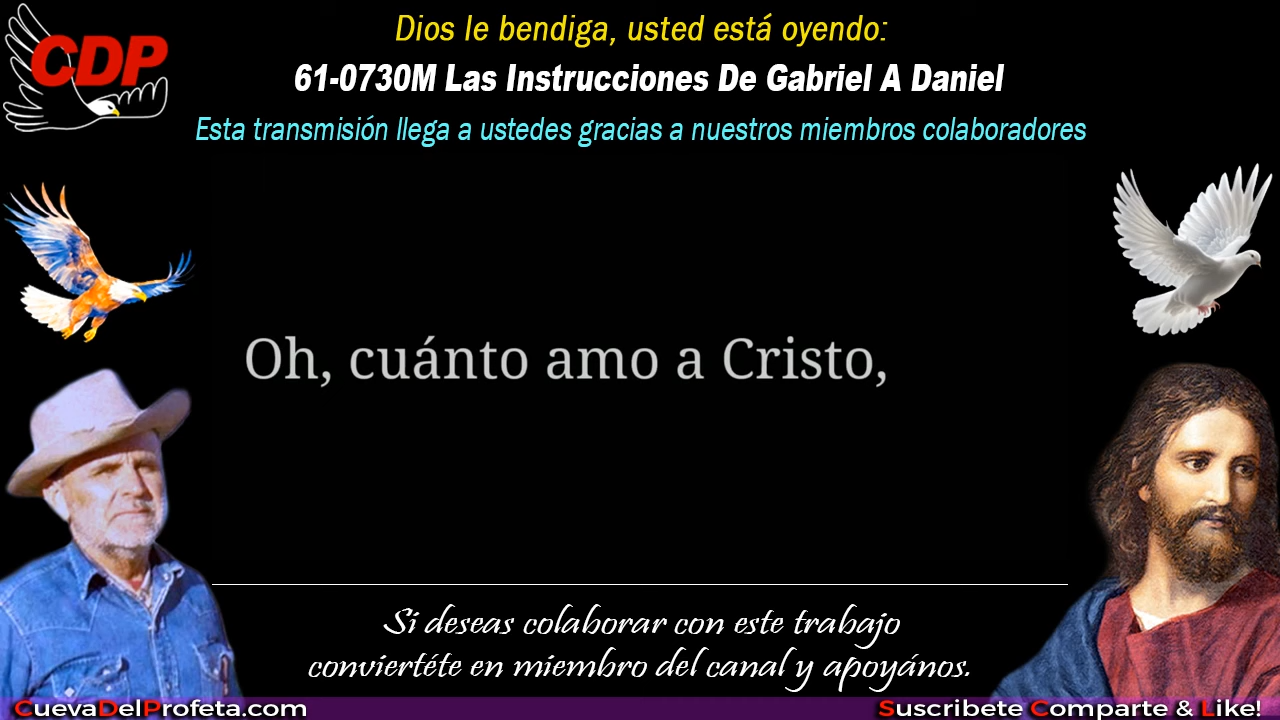 CDP
Dios le bendiga, usted está oyendo:
61-0730M Las Instrucciones De Gabriel A Daniel
Esta transmisión llega a ustedes gracias a nuestros miembros colaboradores
Oh, cuánto amo a Cristo,
Si deseas colaborar con este trabajo
conviertéte en miembro del canal y apoyános.
CuevaDelProfeta.com
Suscribete Comparte & Like!